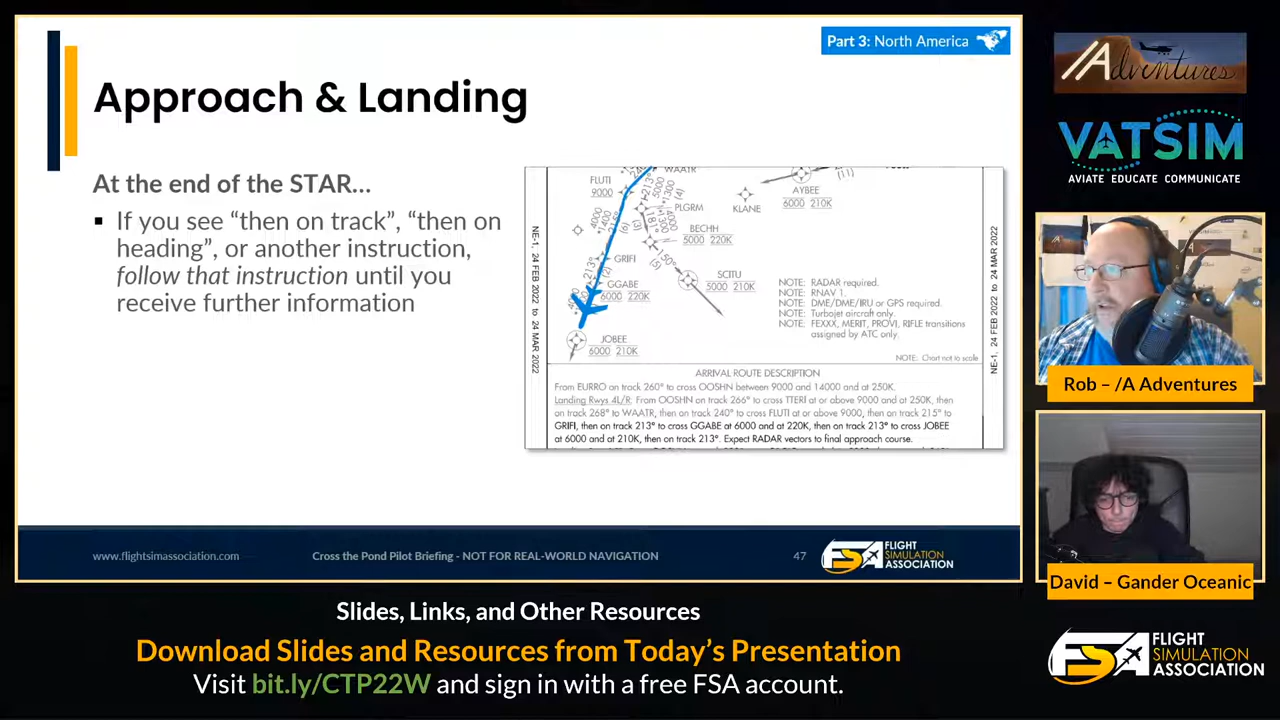 Part 3: North America
Approach & Landing
At the end of the STAR...
▪ If you see “then on track”, “then on
heading”, or another instruction,
follow that instruction until you
receive further information
WAATR
FLUTI
9000
PLGRM
KLANE
AYBEE
6000 210K
(11)
BECHH
5000 220K
GRIFI
GGABE
6000 220K
SCITU
5000 210K
JOBEE
6000 210K
NE-1, 24 FEB 2022 to 24 MAR 2022
NE-1, 24 FEB 2022 to 24 MAR 2022
NOTE: RADAR required.
NOTE: RNAV 1.
NOTE: DME/DME/IRU or GPS required.
NOTE: Turbojet aircraft only.
NOTE: FEXXX, MERIT, PROVI, RIFLE transitions
assigned by ATC only.
NOTE: Chart not to scale
ARRIVAL ROUTE DESCRIPTION
From EURRO on track 260° to cross OOSHN between 9000 and 14000 and at 250K.
Landing Rwys 4L/R: From OOSHN on track 266° to cross TTERI at or above 9000 and at 250K, then
on track 268° to WAATR, then on track 240° to cross FLUTI at or above 9000, then on track 215° to
GRIFI, then on track 213° to cross GGABE at 6000 and at 220K, then on track 213° to cross JOBEE
at 6000 and at 210K, then on track 213°. Expect RADAR vectors to final approach course.
www.flightsimassociation.com
Cross the Pond Pilot Briefing - NOT FOR REAL-WORLD NAVIGATION
47
FSA FLIGHT
SIMULATION
ASSOCIATION
/Adventures
VATSIM
AVIATE EDUCATE COMMUNICATE
Rob – /A Adventures
David – Gander Oceanic
Slides, Links, and Other Resources
Download Slides and Resources from Today’s Presentation
Visit bit.ly/CTP22W and sign in with a free FSA account.
FSA FLIGHT
SIMULATION
ASSOCIATION